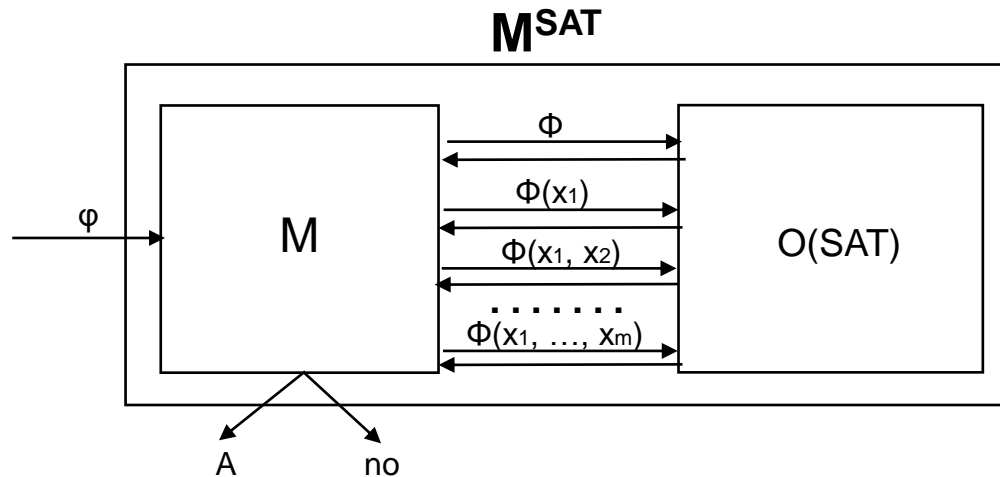 M^SAT
Φ
Φ(x₁)
φ
M
Φ(x₁, x₂)
O(SAT)
.......
Φ(x₁, ..., xₘ)
A
no